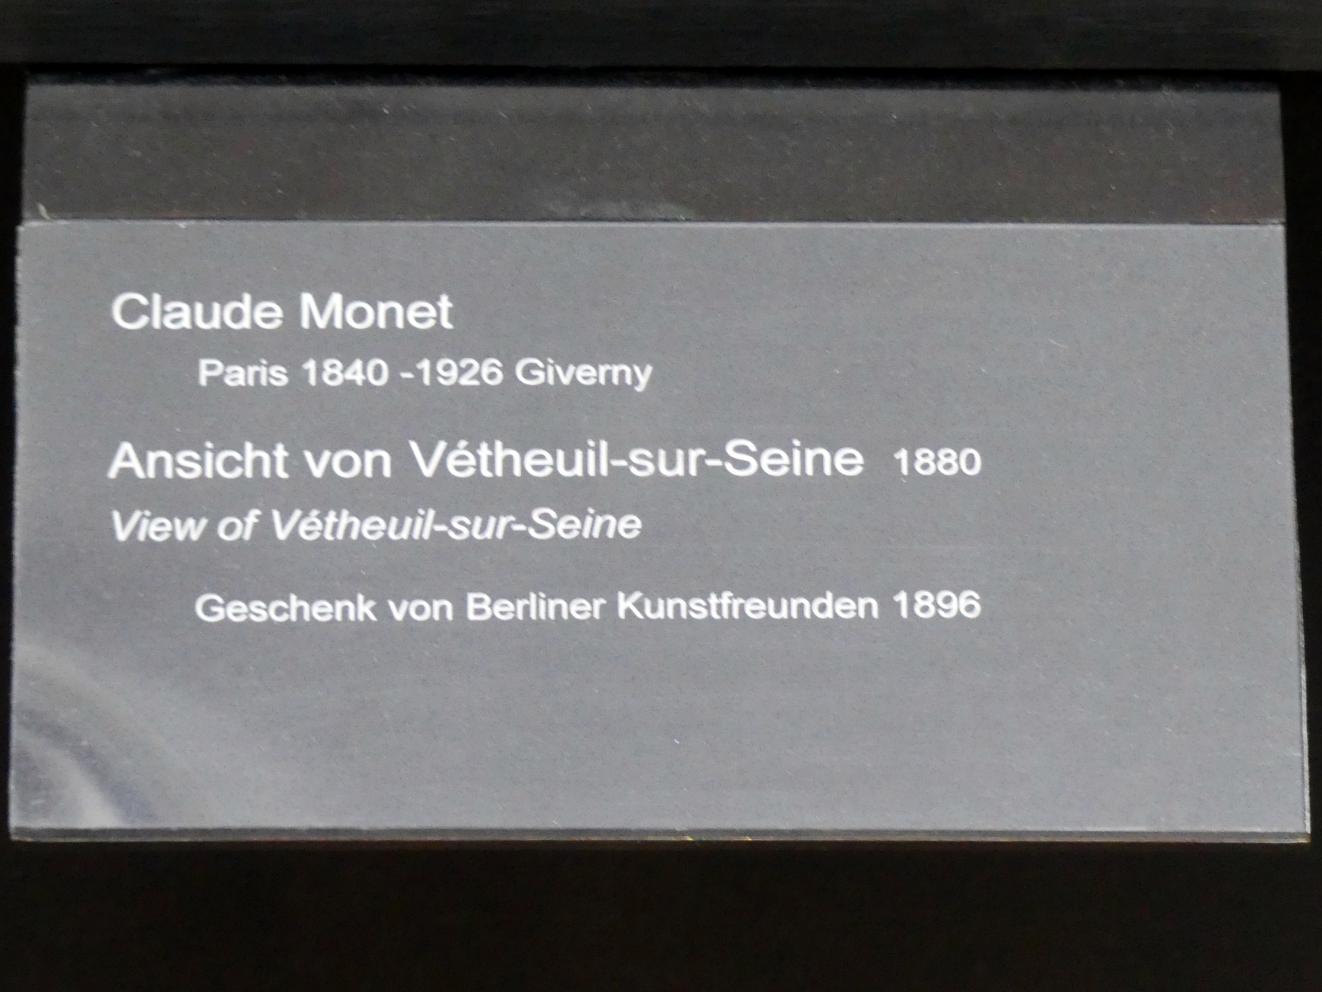 Claude Monet
Paris 1840 -1926 Giverny
Ansicht von Vétheuil-sur-Seine 1880
View of Vétheuil-sur-Seine
Geschenk von Berliner Kunstfreunden 1896